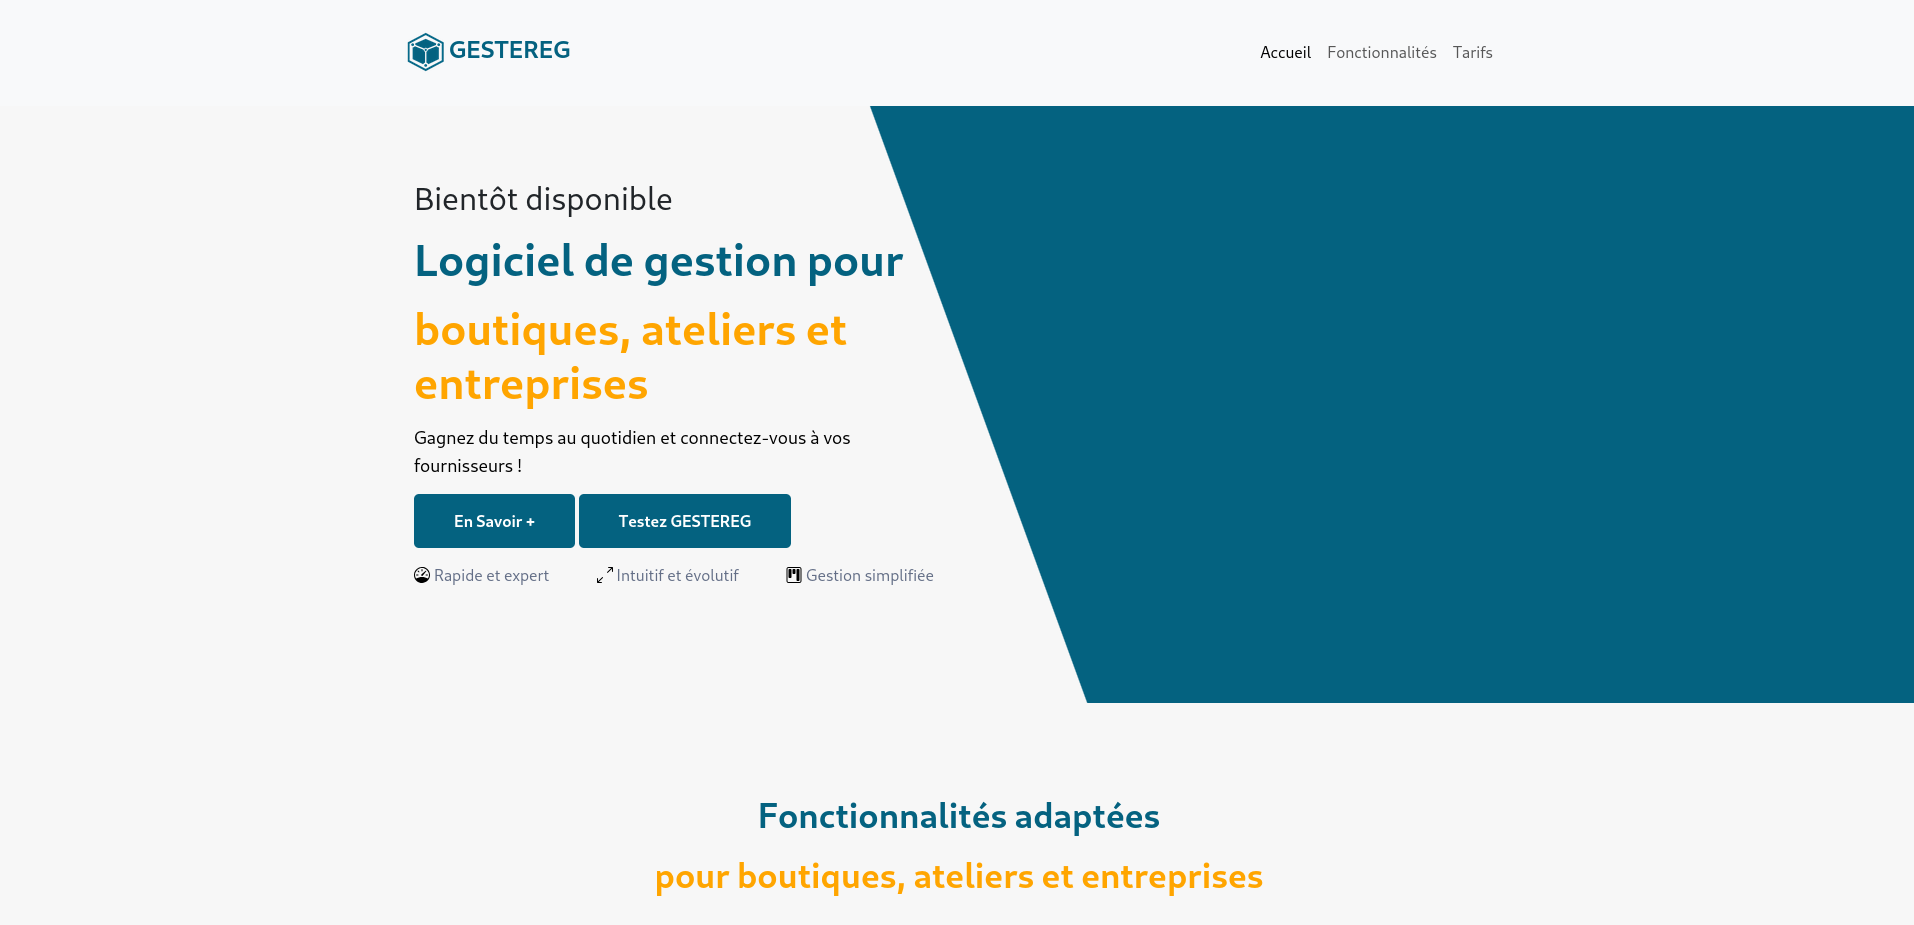 GESTEREG
Accueil Fonctionnalités Tarifs
Bientôt disponible
Logiciel de gestion pour
boutiques, ateliers et
entreprises
Gagnez du temps au quotidien et connectez-vous à vos
fournisseurs !
En Savoir + Testez GESTEREG
Rapide et expert Intuitif et évolutif Gestion simplifiée
Fonctionnalités adaptées
pour boutiques, ateliers et entreprises